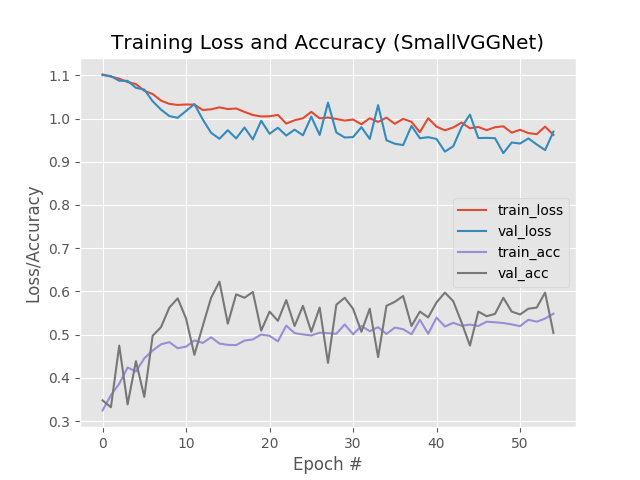 Training Loss and Accuracy (SmallVGGNet)
Loss/Accuracy
1.1
1.0
0.9
0.8
0.7
0.6
0.5
0.4
0.3
train_loss
val_loss
train_acc
val_acc
0 10 20 30 40 50
Epoch #